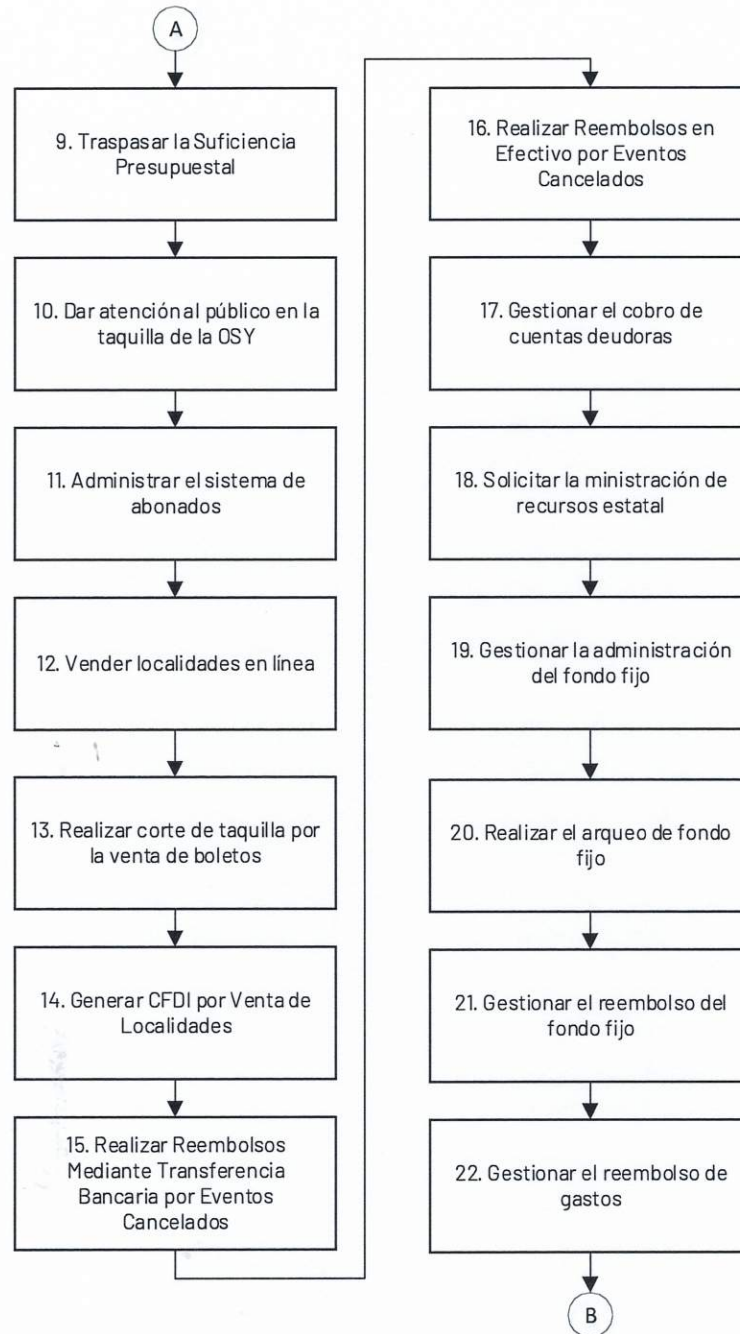 A
9. Traspasar la Suficiencia
Presupuestal
10. Dar atención al público en la
taquilla de la OSY
11. Administrar el sistema de
abonados
12. Vender localidades en línea
13. Realizar corte de taquilla por
la venta de boletos
14. Generar CFDI por Venta de
Localidades
15. Realizar Reembolsos
Mediante Transferencia
Bancaria por Eventos
Cancelados
16. Realizar Reembolsos en
Efectivo por Eventos
Cancelados
17. Gestionar el cobro de
cuentas deudoras
18. Solicitar la ministración de
recursos estatal
19. Gestionar la administración
del fondo fijo
20. Realizar el arqueo de fondo
fijo
21. Gestionar el reembolso del
fondo fijo
22. Gestionar el reembolso de
gastos
B